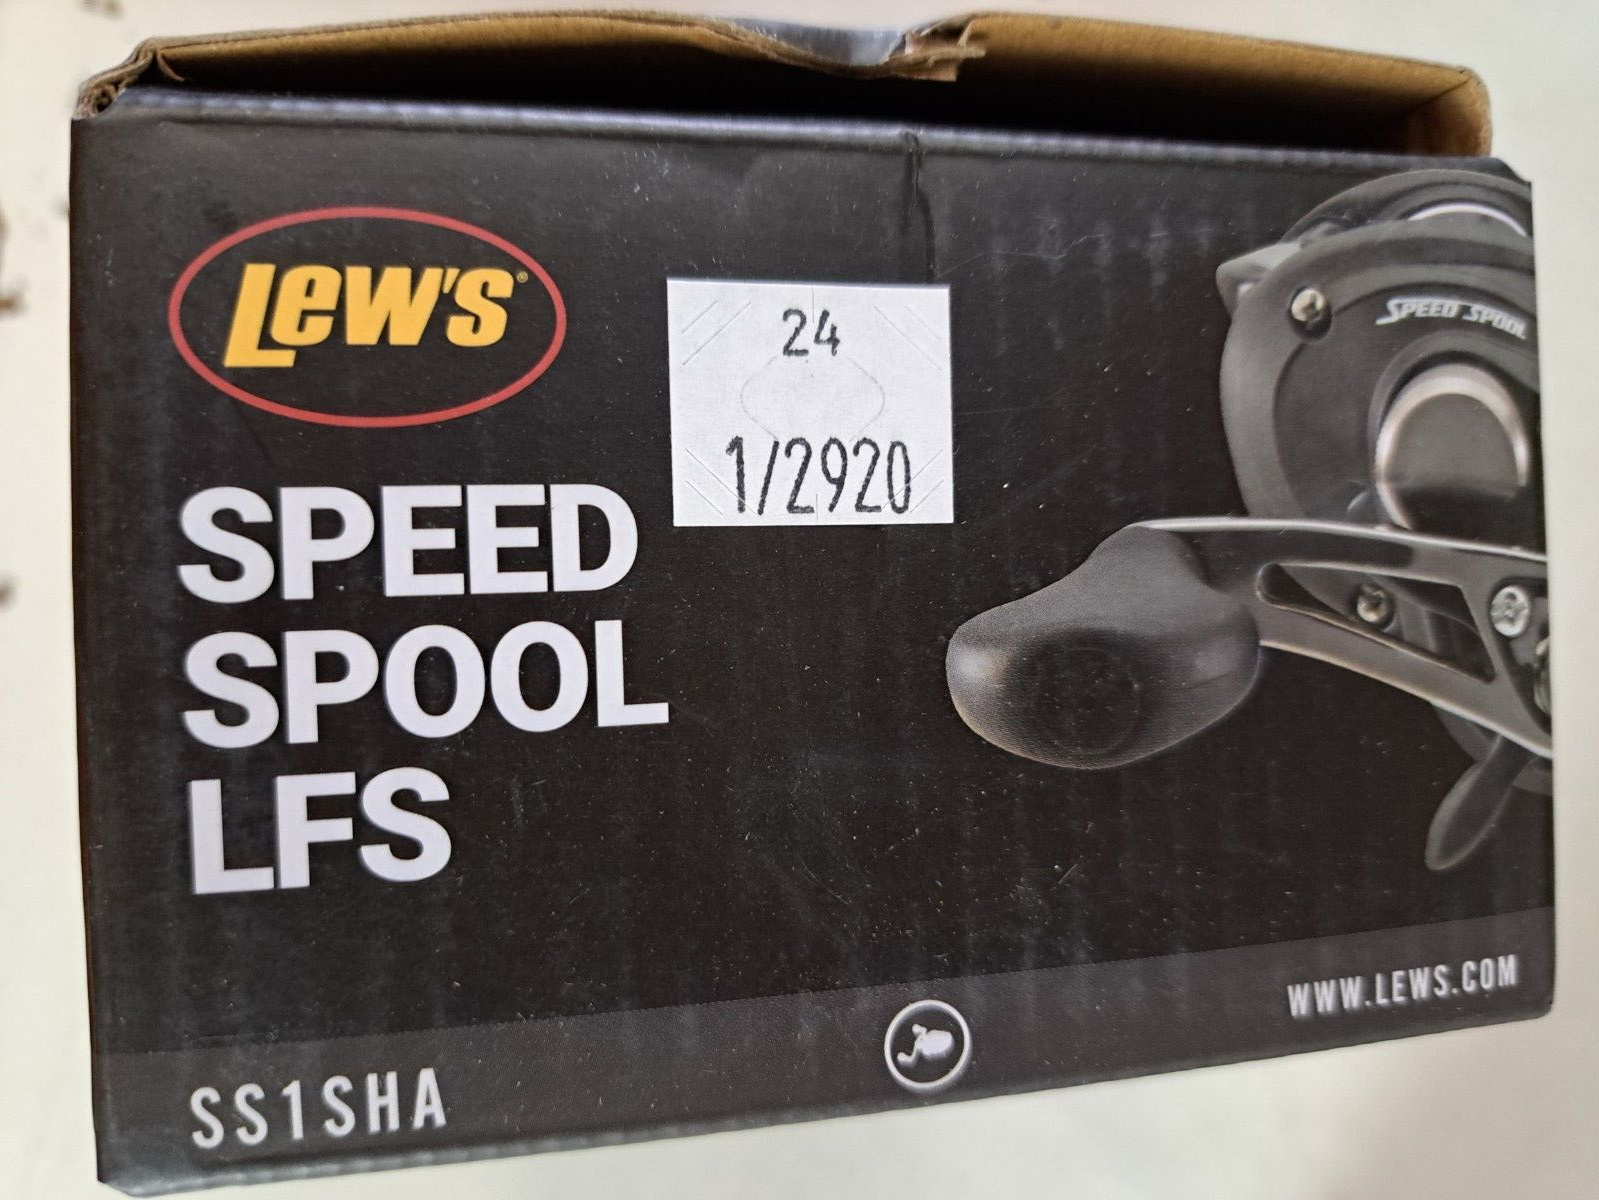 Lew's®
24
1/2920
SPEED SPOOL
SPEED
SPOOL
LFS
WWW.LEWS.COM
SS1SHA